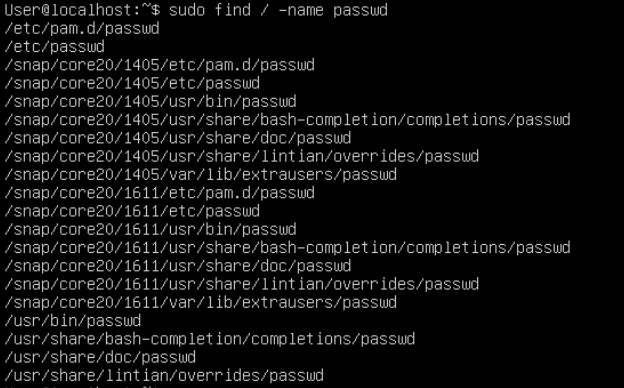 User@localhost:~$ sudo find / -name passwd
/etc/pam.d/passwd
/etc/passwd
/snap/core20/1405/etc/pam.d/passwd
/snap/core20/1405/etc/passwd
/snap/core20/1405/usr/bin/passwd
/snap/core20/1405/usr/share/bash-completion/completions/passwd
/snap/core20/1405/usr/share/doc/passwd
/snap/core20/1405/usr/share/lintian/overrides/passwd
/snap/core20/1405/var/lib/extrausers/passwd
/snap/core20/1611/etc/pam.d/passwd
/snap/core20/1611/etc/passwd
/snap/core20/1611/usr/bin/passwd
/snap/core20/1611/usr/share/bash-completion/completions/passwd
/snap/core20/1611/usr/share/doc/passwd
/snap/core20/1611/usr/share/lintian/overrides/passwd
/snap/core20/1611/var/lib/extrausers/passwd
/usr/bin/passwd
/usr/share/bash-completion/completions/passwd
/usr/share/doc/passwd
/usr/share/lintian/overrides/passwd